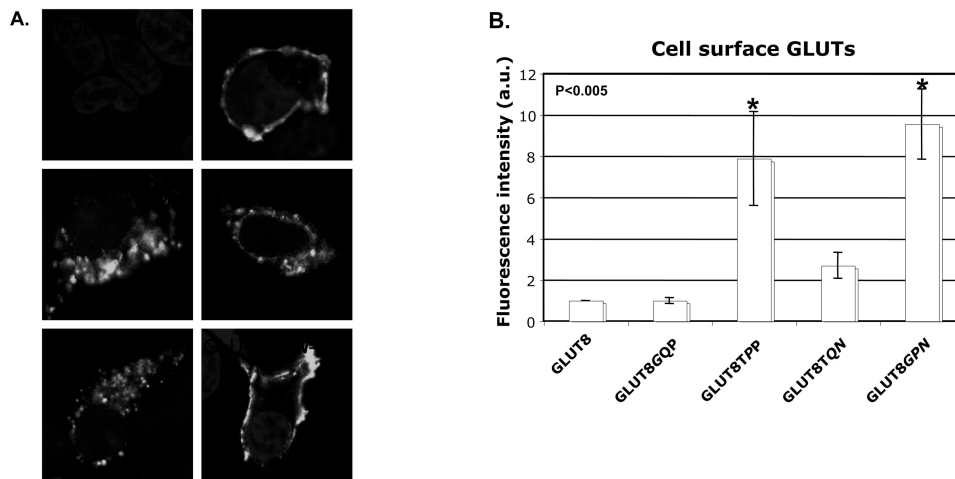 A.
B.
Cell surface GLUTs
Fluorescence intensity (a.u.)
12
10
8
6
4
2
0
P<0.005
*
*
GLUT8
GLUT8GQP
GLUT8TPP
GLUT8TQN
GLUT8GPN